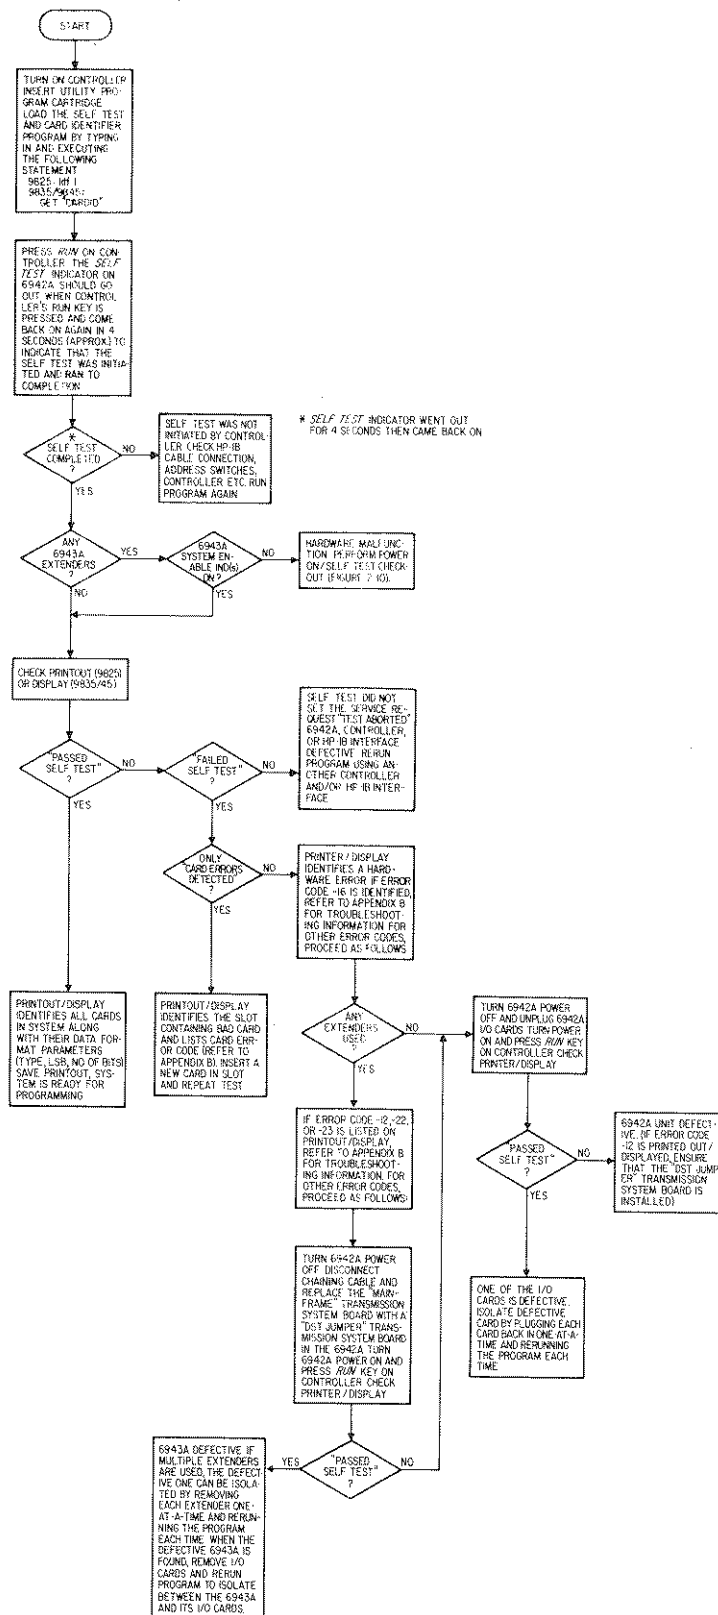 START
TURN ON CONTROLLER
INSERT UTILITY PRO-
GRAM CARTRIDGE
LOAD THE SELF TEST
AND CARD IDENTIFIER
PROGRAM BY TYPING
IN AND EXECUTING
THE FOLLOWING
STATEMENT
9825: ldf 1
9835/9845:
GET "CARDID"
PRESS RUN ON CON-
TROLLER THE SELF
TEST INDICATOR ON
6942A SHOULD GO
OUT WHEN CONTROL-
LER'S RUN KEY IS
PRESSED AND COME
BACK ON AGAIN IN 4
SECONDS (APPROX) TO
INDICATE THAT THE
SELF TEST WAS INITIA-
TED AND RAN TO
COMPLETION
*
SELF TEST
COMPLETED
?
NO
YES
SELF TEST WAS NOT
INITIATED BY CONTROL-
LER CHECK HP-IB
CABLE CONNECTION,
ADDRESS SWITCHES,
CONTROLLER ETC. RUN
PROGRAM AGAIN
* SELF TEST INDICATOR WENT OUT
FOR 4 SECONDS THEN CAME BACK ON
ANY
6943A
EXTENDERS
?
YES
NO
6943A
SYSTEM EN-
ABLE IND(s)
ON?
NO
YES
HARDWARE MALFUNC-
TION PERFORM POWER
ON/SELF TEST CHECK-
OUT (FIGURE 7-10).
CHECK PRINTOUT (9825)
OR DISPLAY (9835/45)
"PASSED
SELF TEST"
?
NO
YES
"FAILED
SELF TEST"
?
NO
YES
SELF TEST DID NOT
SET THE SERVICE RE-
QUEST "TEST ABORTED"
6942A, CONTROLLER,
OR HP-IB INTERFACE
DEFECTIVE RERUN
PROGRAM USING AN-
OTHER CONTROLLER
AND/OR HP-IB INTER-
FACE
ONLY
"CARD ERRORS
DETECTED"
?
NO
YES
PRINTER/DISPLAY
IDENTIFIES A HARD-
WARE ERROR IF ERROR
CODE -16 IS IDENTIFIED,
REFER TO APPENDIX B
FOR TROUBLESHOOT-
ING INFORMATION FOR
OTHER ERROR CODES,
PROCEED AS FOLLOWS
PRINTOUT/DISPLAY
IDENTIFIES ALL CARDS
IN SYSTEM ALONG
WITH THEIR DATA FOR-
MAT PARAMETERS
(TYPE, LSB, NO OF BITS)
SAVE PRINTOUT, SYS-
TEM IS READY FOR
PROGRAMMING
PRINTOUT/DISPLAY
IDENTIFIES THE SLOT
CONTAINING BAD CARD
AND LISTS CARD ER-
ROR CODE (REFER TO
APPENDIX B). INSERT A
NEW CARD IN SLOT
AND REPEAT TEST
ANY
EXTENDERS
USED
?
NO
YES
TURN 6942A POWER
OFF AND UNPLUG 6942A
I/O CARDS TURN POWER
ON AND PRESS RUN KEY
ON CONTROLLER CHECK
PRINTER/DISPLAY
IF ERROR CODE -12, -22,
OR -23 IS LISTED ON
PRINTOUT/DISPLAY,
REFER TO APPENDIX B
FOR TROUBLESHOOT-
ING INFORMATION. FOR
OTHER ERROR CODES,
PROCEED AS FOLLOWS:
"PASSED
SELF TEST"
?
NO
YES
6942A UNIT DEFECT-
IVE. (IF ERROR CODE
-12 IS PRINTED OUT/
DISPLAYED, ENSURE
THAT THE "DST JUMP-
ER" TRANSMISSION
SYSTEM BOARD IS
INSTALLED)
TURN 6942A POWER
OFF DISCONNECT
CHAINING CABLE AND
REPLACE THE "MAIN-
FRAME" TRANSMISSION
SYSTEM BOARD WITH A
"DST JUMPER" TRANS-
MISSION SYSTEM BOARD
IN THE 6942A TURN
6942A POWER ON AND
PRESS RUN KEY ON
CONTROLLER CHECK
PRINTER/DISPLAY
ONE OF THE I/O
CARDS IS DEFECTIVE.
ISOLATE DEFECTIVE
CARD BY PLUGGING EACH
CARD BACK IN ONE-AT-A-
TIME AND RERUNNING
THE PROGRAM EACH
TIME
"PASSED
SELF TEST"
?
YES
NO
6943A DEFECTIVE IF
MULTIPLE EXTENDERS
ARE USED, THE DEFECT-
IVE ONE CAN BE ISOLA-
TED BY REMOVING
EACH EXTENDER ONE-
AT-A-TIME AND RERUN-
NING THE PROGRAM
EACH TIME WHEN THE
DEFECTIVE 6943A IS
FOUND, REMOVE I/O
CARDS AND RERUN
PROGRAM TO ISOLATE
BETWEEN THE 6943A
AND ITS I/O CARDS.